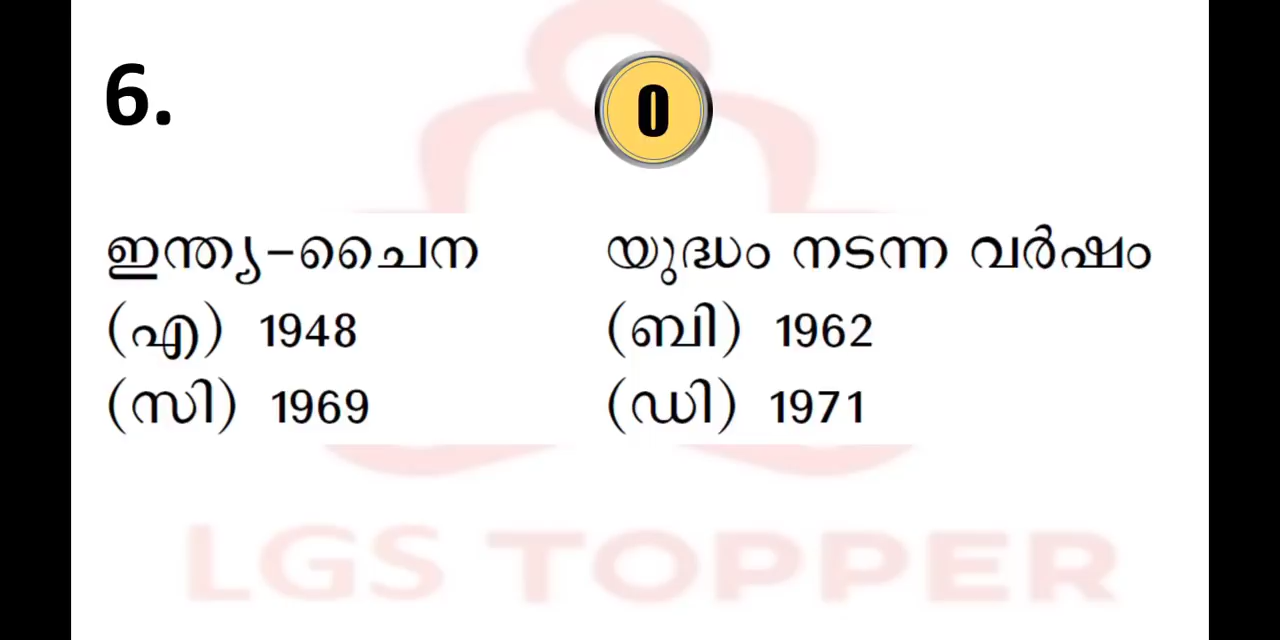 6.
0
ഇന്ത്യ-ചൈന യുദ്ധം നടന്ന വർഷം
(എ) 1948 (ബി) 1962
(സി) 1969 (ഡി) 1971
LGS TOPPER